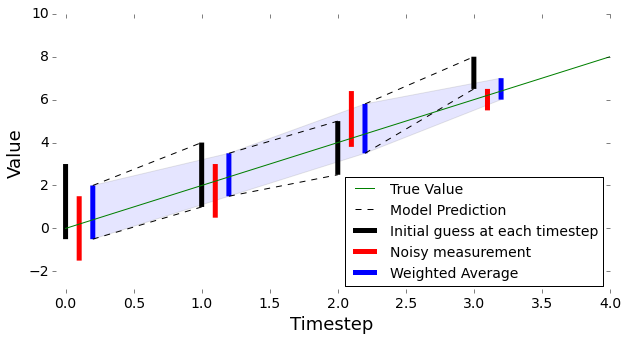 10
8
6
4
2
0
−2
Value
0.0 0.5 1.0 1.5 2.0 2.5 3.0 3.5 4.0
Timestep
True Value
Model Prediction
Initial guess at each timestep
Noisy measurement
Weighted Average